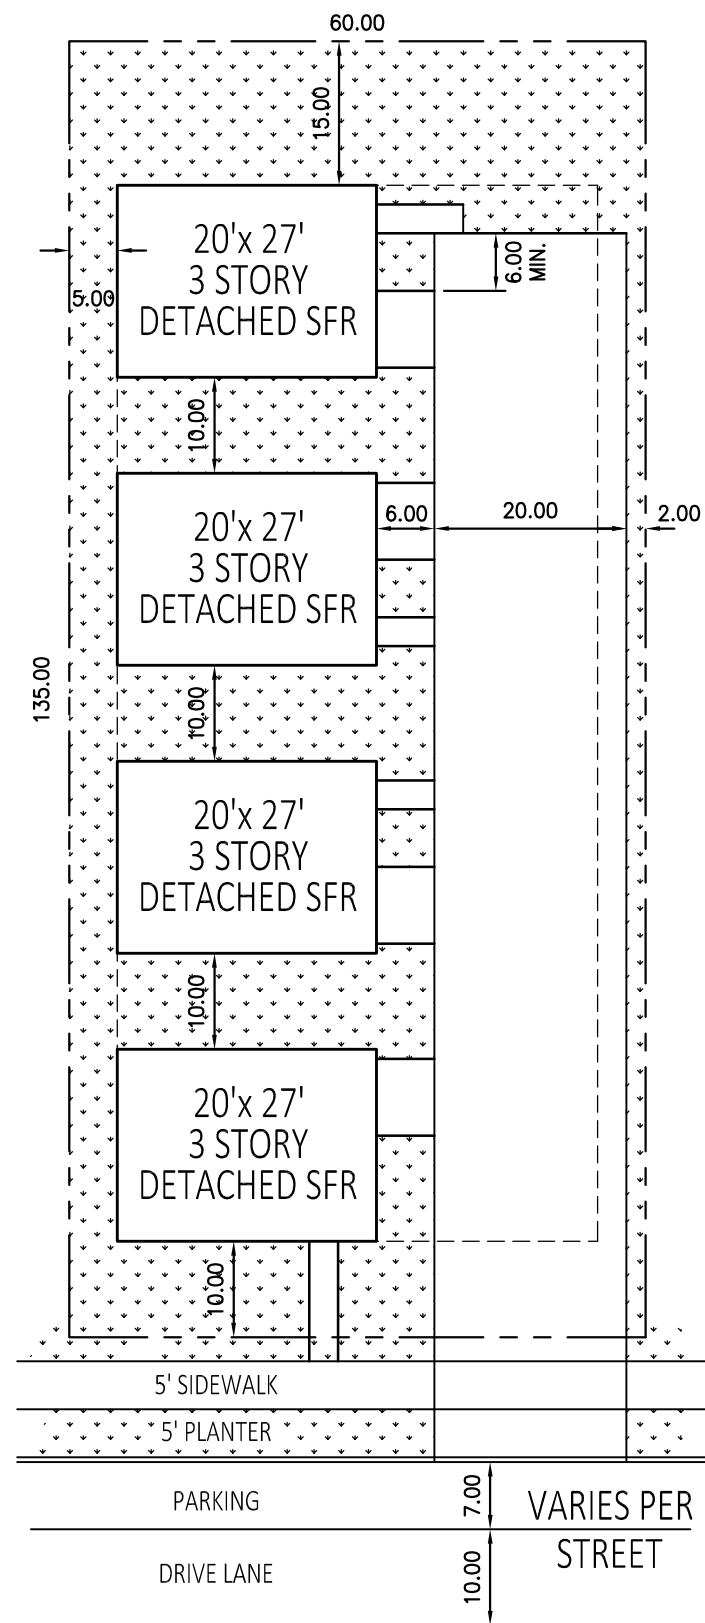 60.00
15.00
20'x 27'
3 STORY
DETACHED SFR
6.00
MIN.
5.00
10.00
20'x 27'
3 STORY
DETACHED SFR
6.00
20.00
2.00
135.00
10.00
20'x 27'
3 STORY
DETACHED SFR
10.00
20'x 27'
3 STORY
DETACHED SFR
10.00
5' SIDEWALK
5' PLANTER
PARKING
7.00
VARIES PER
STREET
DRIVE LANE
10.00